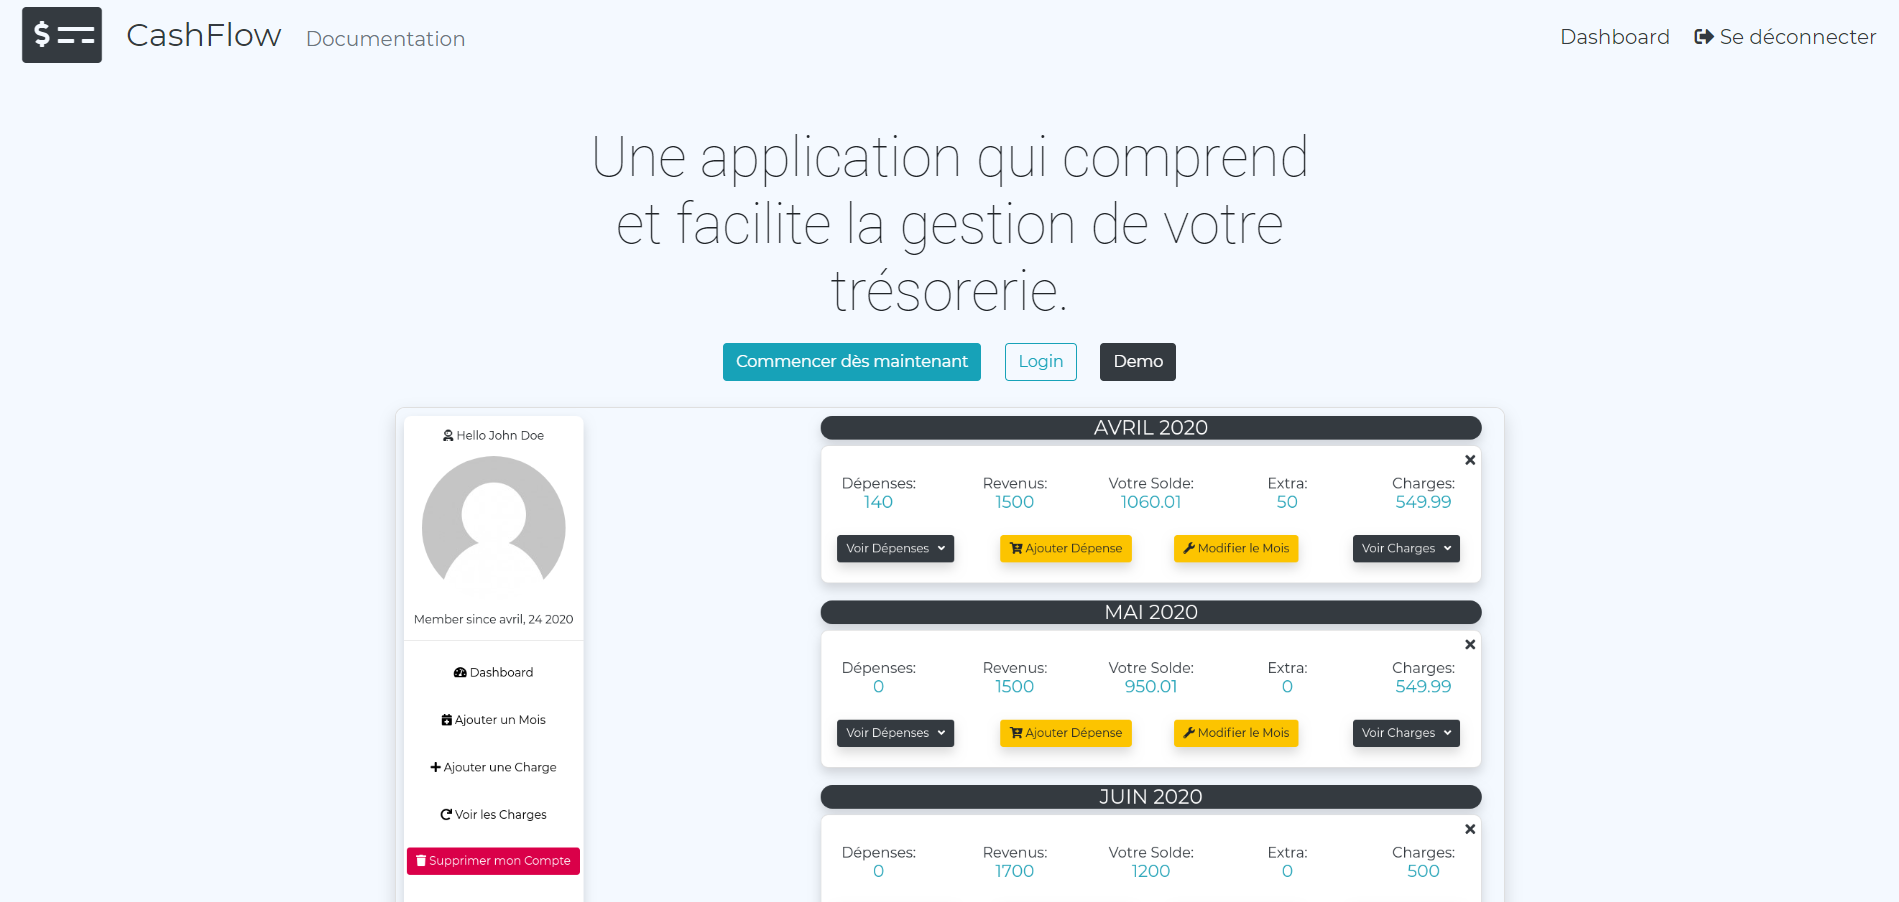 $
CashFlow Documentation Dashboard Se déconnecter
Une application qui comprend
et facilite la gestion de votre
trésorerie.
Commencer dès maintenant Login Demo
Hello John Doe
Member since avril, 24 2020
Dashboard
Ajouter un Mois
Ajouter une Charge
Voir les Charges
Supprimer mon Compte
AVRIL 2020
Dépenses: Revenus: Votre Solde: Extra: Charges:
140 1500 1060.01 50 549.99
Voir Dépenses Ajouter Dépense Modifier le Mois Voir Charges
MAI 2020
Dépenses: Revenus: Votre Solde: Extra: Charges:
0 1500 950.01 0 549.99
Voir Dépenses Ajouter Dépense Modifier le Mois Voir Charges
JUIN 2020
Dépenses: Revenus: Votre Solde: Extra: Charges:
0 1700 1200 0 500